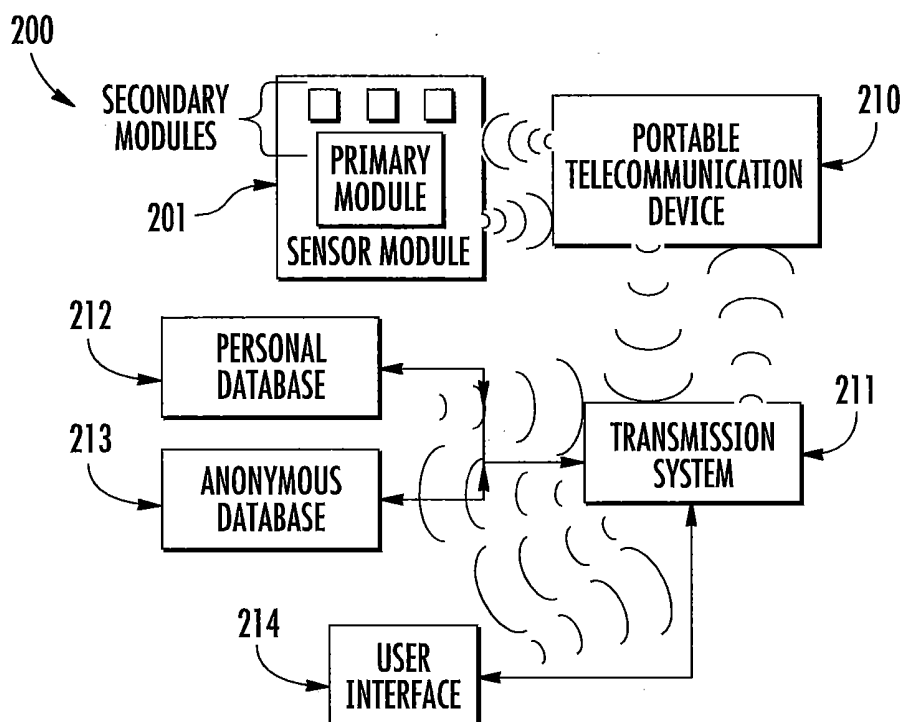 200
SECONDARY
MODULES
PRIMARY
MODULE
201
SENSOR MODULE
210
PORTABLE
TELECOMMUNICATION
DEVICE
212
PERSONAL
DATABASE
213
ANONYMOUS
DATABASE
211
TRANSMISSION
SYSTEM
214
USER
INTERFACE